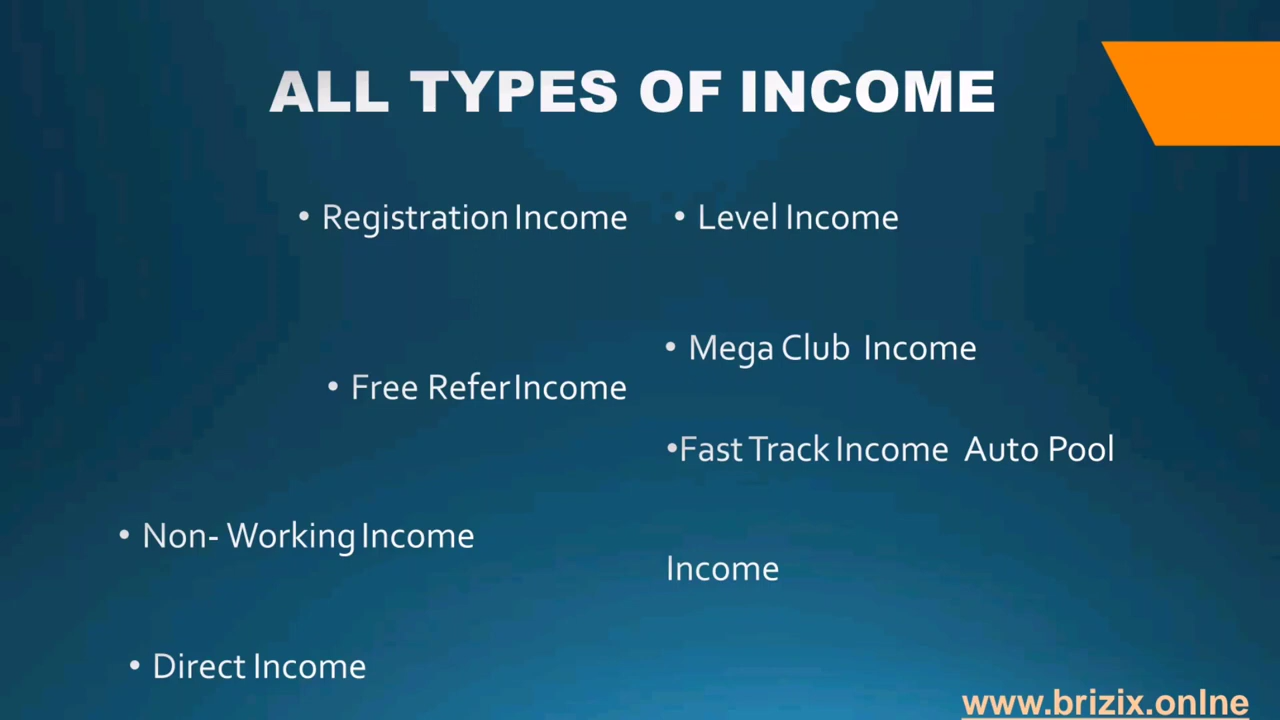 ALL TYPES OF INCOME
• Registration Income
• Free Refer Income
• Non- Working Income
• Direct Income
• Level Income
• Mega Club Income
•Fast Track Income Auto Pool
Income
www.brizix.onlne